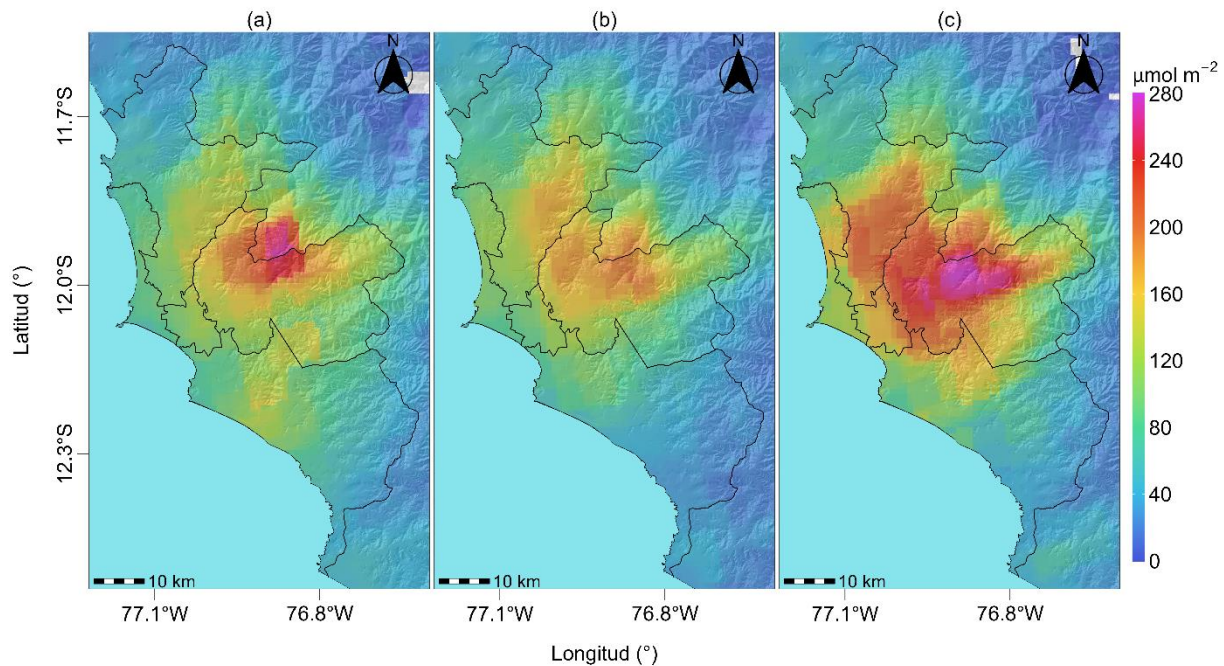 (a) (b) (c)
N N N
µmol m⁻²
280
240
200
160
120
80
40
0
11.7°S
12.0°S
12.3°S
Latitud (°)
10 km 10 km 10 km
77.1°W 76.8°W 77.1°W 76.8°W 77.1°W 76.8°W
Longitud (°)